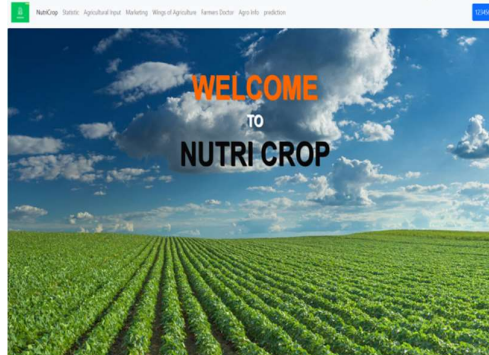 NutriCrop Statistic Agricultural Input Marketing Wings of Agriculture Farmers Doctor Agro Info prediction
WELCOME
TO
NUTRI CROP